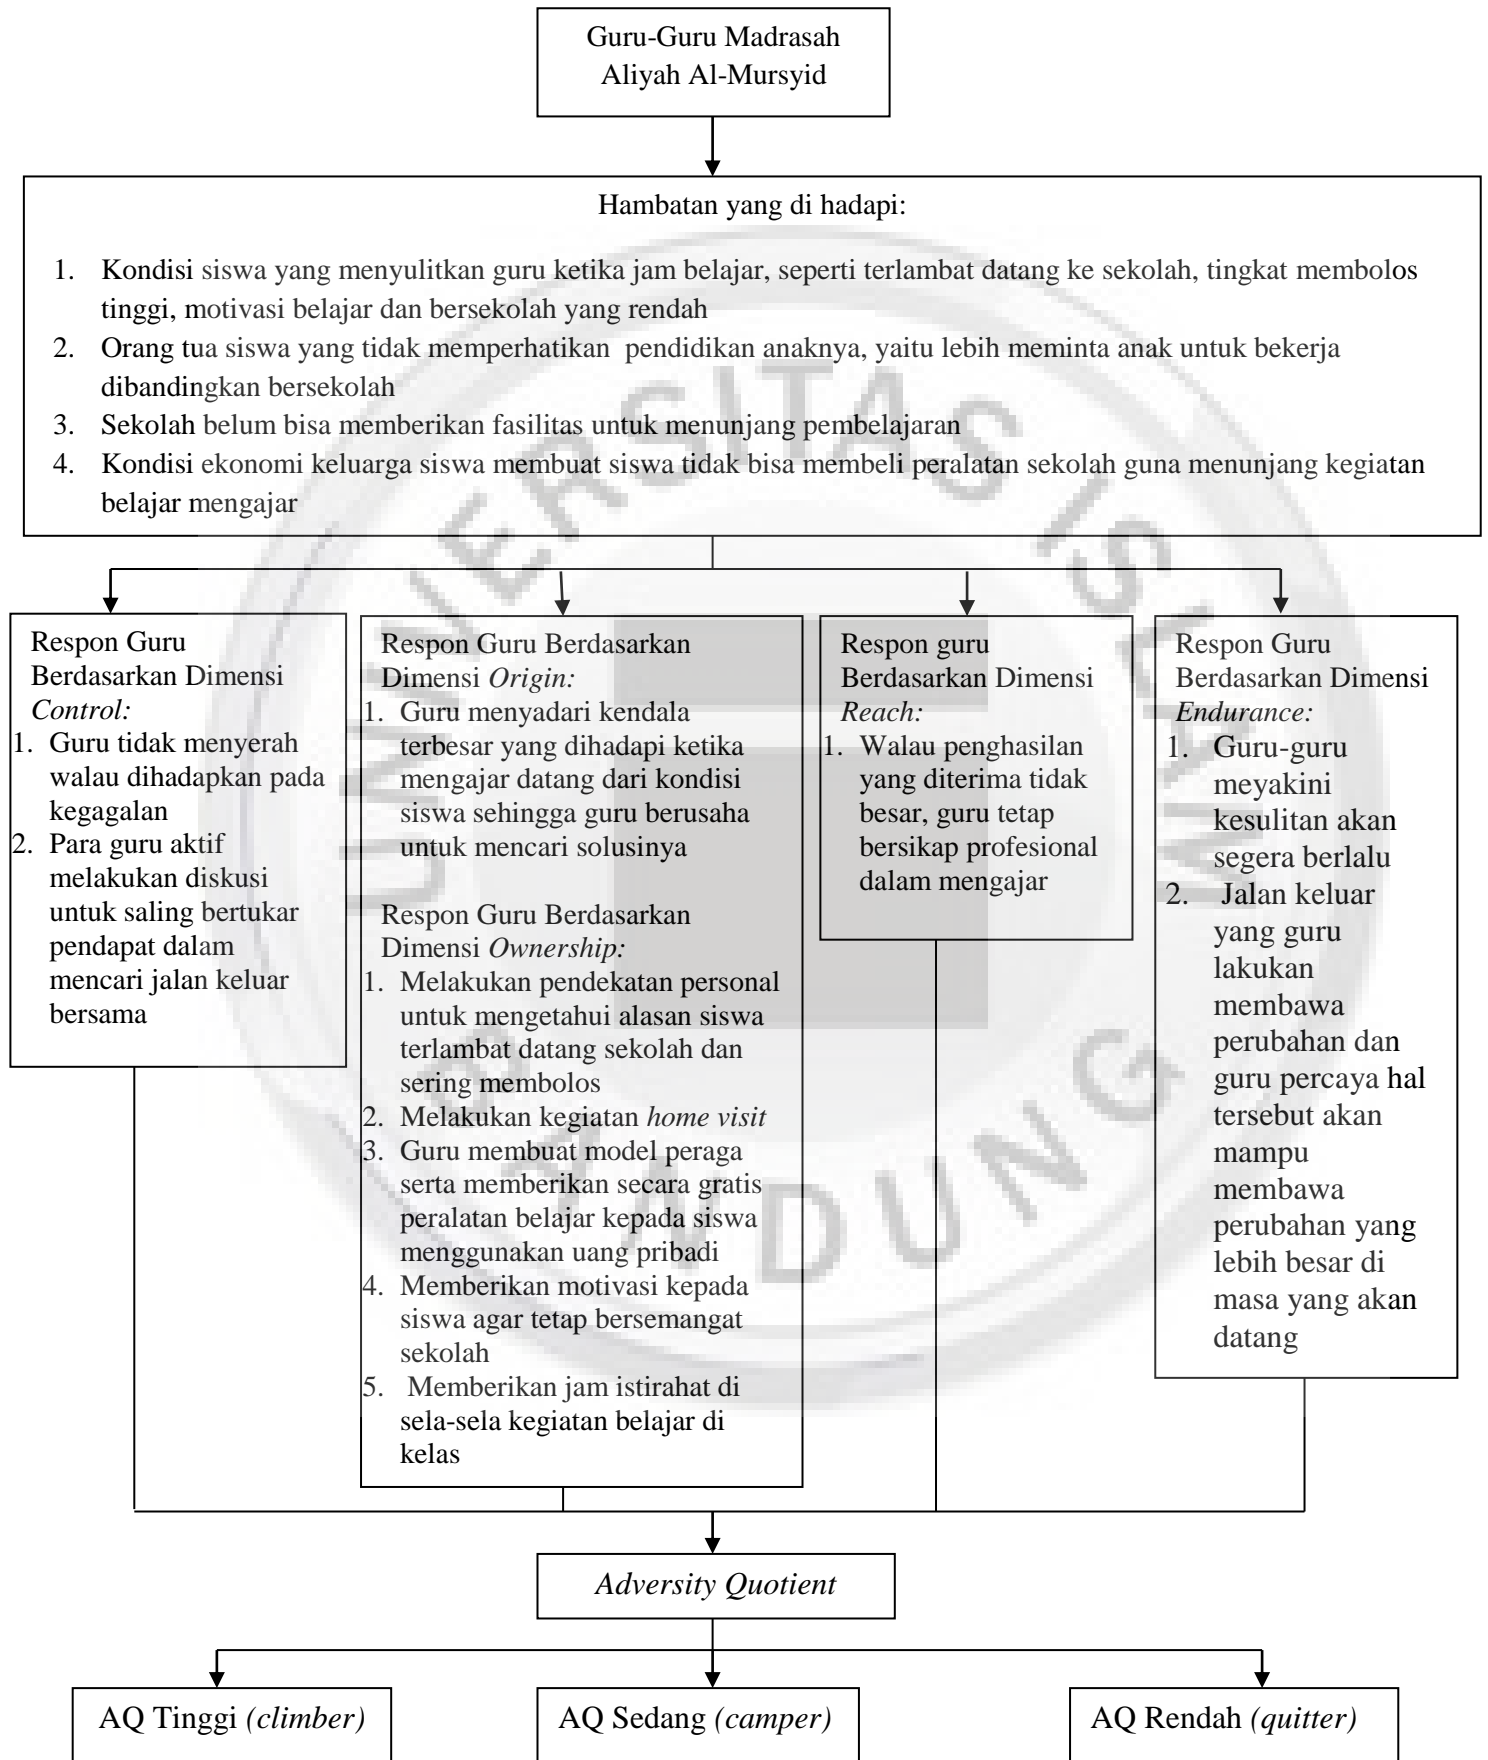 Guru-Guru Madrasah
Aliyah Al-Mursyid
Hambatan yang di hadapi:
1. Kondisi siswa yang menyulitkan guru ketika jam belajar, seperti terlambat datang ke sekolah, tingkat membolos
tinggi, motivasi belajar dan bersekolah yang rendah
2. Orang tua siswa yang tidak memperhatikan pendidikan anaknya, yaitu lebih meminta anak untuk bekerja
dibandingkan bersekolah
3. Sekolah belum bisa memberikan fasilitas untuk menunjang pembelajaran
4. Kondisi ekonomi keluarga siswa membuat siswa tidak bisa membeli peralatan sekolah guna menunjang kegiatan
belajar mengajar
Respon Guru
Berdasarkan Dimensi
Control:
1. Guru tidak menyerah
walau dihadapkan pada
kegagalan
2. Para guru aktif
melakukan diskusi
untuk saling bertukar
pendapat dalam
mencari jalan keluar
bersama
Respon Guru Berdasarkan
Dimensi Origin:
1. Guru menyadari kendala
terbesar yang dihadapi ketika
mengajar datang dari kondisi
siswa sehingga guru berusaha
untuk mencari solusinya
Respon Guru Berdasarkan
Dimensi Ownership:
1. Melakukan pendekatan personal
untuk mengetahui alasan siswa
terlambat datang sekolah dan
sering membolos
2. Melakukan kegiatan home visit
3. Guru membuat model peraga
serta memberikan secara gratis
peralatan belajar kepada siswa
menggunakan uang pribadi
4. Memberikan motivasi kepada
siswa agar tetap bersemangat
sekolah
5. Memberikan jam istirahat di
sela-sela kegiatan belajar di
kelas
Respon guru
Berdasarkan Dimensi
Reach:
1. Walau penghasilan
yang diterima tidak
besar, guru tetap
bersikap profesional
dalam mengajar
Respon Guru
Berdasarkan Dimensi
Endurance:
1. Guru-guru
meyakini
kesulitan akan
segera berlalu
2. Jalan keluar
yang guru
lakukan
membawa
perubahan dan
guru percaya hal
tersebut akan
mampu
membawa
perubahan yang
lebih besar di
masa yang akan
datang
Adversity Quotient
AQ Tinggi (climber)
AQ Sedang (camper)
AQ Rendah (quitter)
UNIVERSITAS ISLAM
BANDUNG